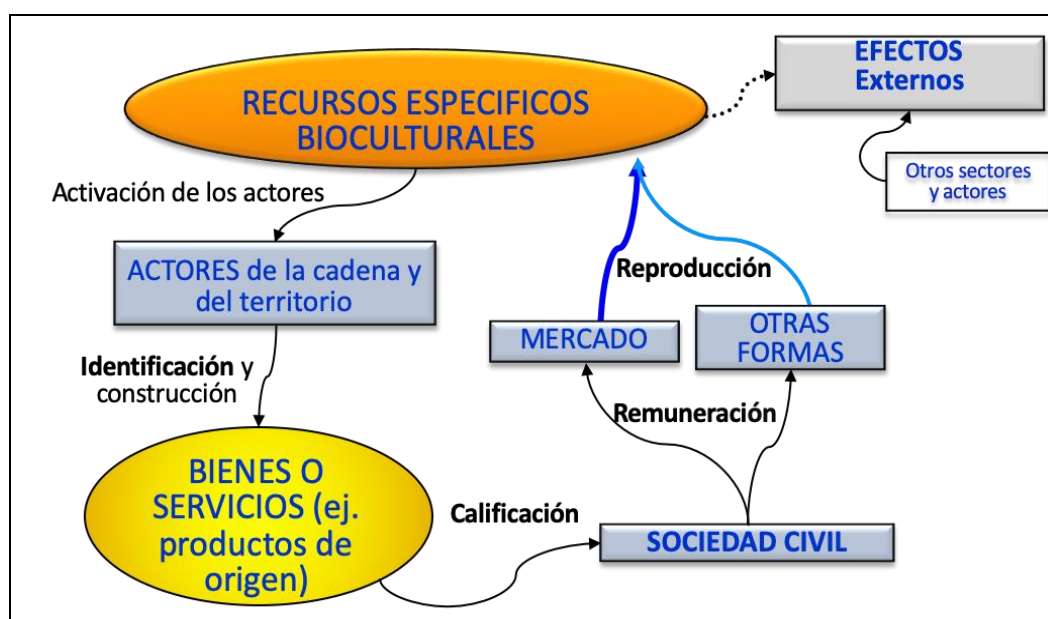 RECURSOS ESPECIFICOS
BIOCULTURALES
EFECTOS
Externos
Otros sectores
y actores
Activación de los actores
ACTORES de la cadena y
del territorio
Identificación y
construcción
BIENES O
SERVICIOS (ej.
productos de
origen)
Calificación
SOCIEDAD CIVIL
Remuneración
MERCADO
OTRAS
FORMAS
Reproducción